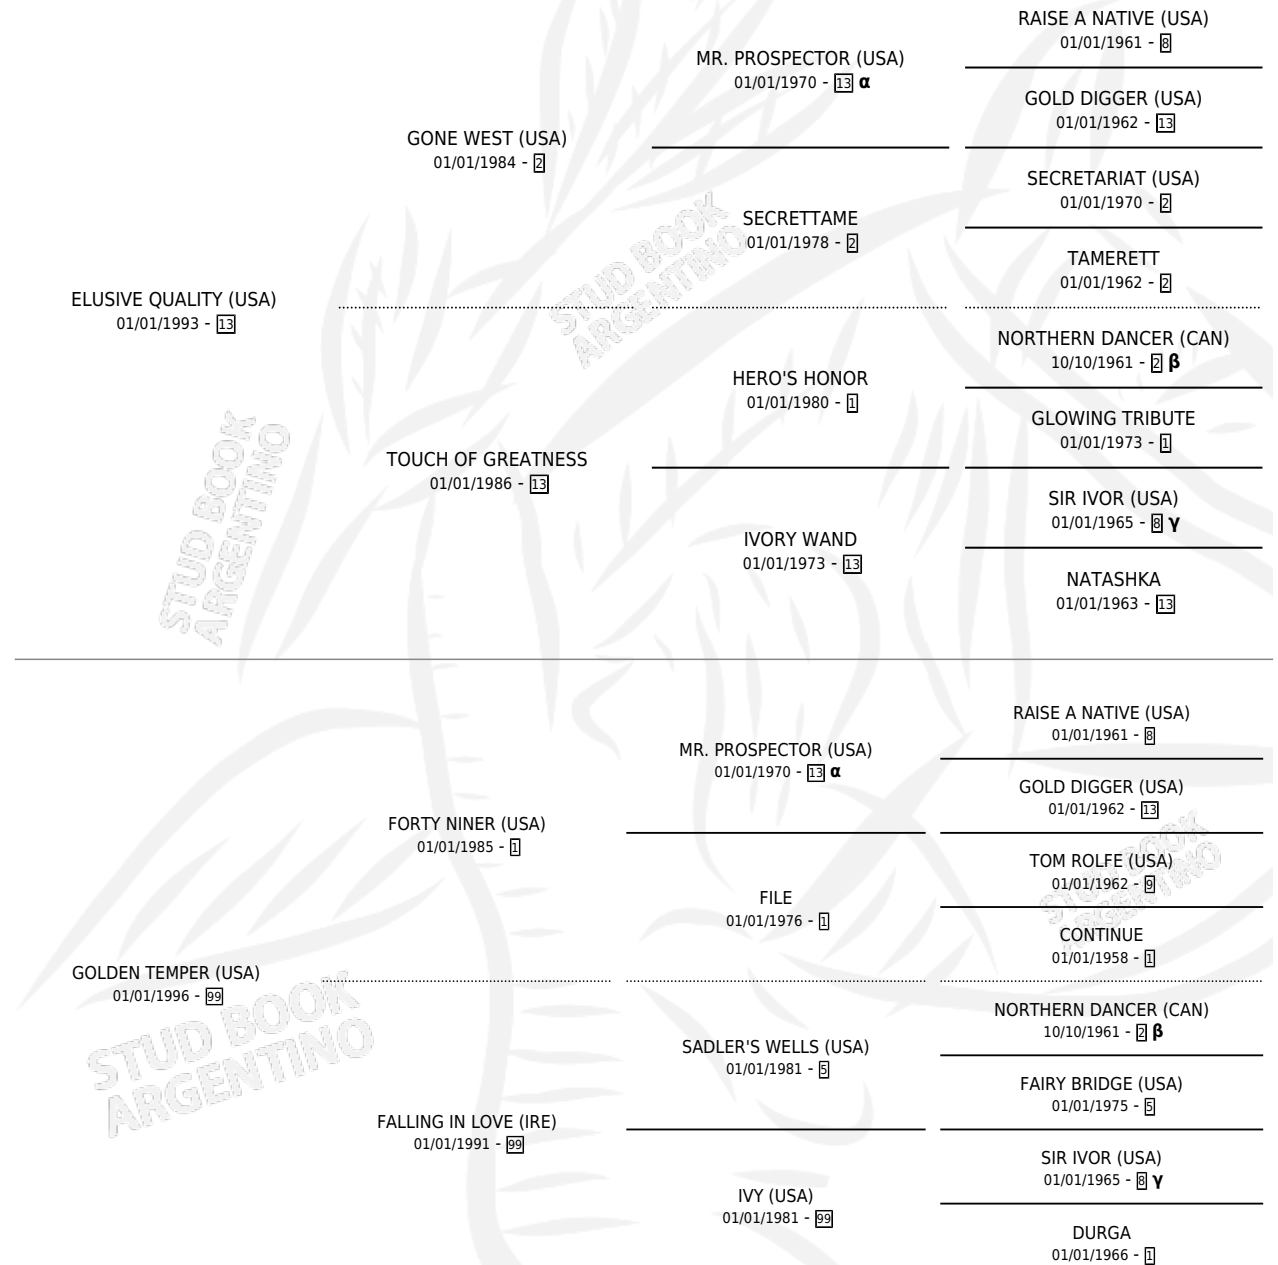 RAISE A NATIVE (USA)
01/01/1961 - 8
MR. PROSPECTOR (USA)
01/01/1970 - 13 α
GOLD DIGGER (USA)
01/01/1962 - 13
GONE WEST (USA)
01/01/1984 - 2
SECRETARIAT (USA)
01/01/1970 - 2
SECRETTAME
01/01/1978 - 2
TAMERETT
01/01/1962 - 2
STUD BOOK
ARGENTINO
ELUSIVE QUALITY (USA)
01/01/1993 - 13
NORTHERN DANCER (CAN)
10/10/1961 - 2 β
HERO'S HONOR
01/01/1980 - 1
GLOWING TRIBUTE
01/01/1973 - 1
TOUCH OF GREATNESS
01/01/1986 - 13
SIR IVOR (USA)
01/01/1965 - 8 γ
IVORY WAND
01/01/1973 - 13
NATASHKA
01/01/1963 - 13
STUD BOOK
ARGENTINO
RAISE A NATIVE (USA)
01/01/1961 - 8
MR. PROSPECTOR (USA)
01/01/1970 - 13 α
GOLD DIGGER (USA)
01/01/1962 - 13
FORTY NINER (USA)
01/01/1985 - 1
TOM ROLFE (USA)
01/01/1962 - 9
FILE
01/01/1976 - 1
CONTINUE
01/01/1958 - 1
STUD BOOK
ARGENTINO
GOLDEN TEMPER (USA)
01/01/1996 - 99
NORTHERN DANCER (CAN)
10/10/1961 - 2 β
SADLER'S WELLS (USA)
01/01/1981 - 5
FAIRY BRIDGE (USA)
01/01/1975 - 5
FALLING IN LOVE (IRE)
01/01/1991 - 99
SIR IVOR (USA)
01/01/1965 - 8 γ
IVY (USA)
01/01/1981 - 99
DURGA
01/01/1966 - 1
STUD BOOK
ARGENTINO